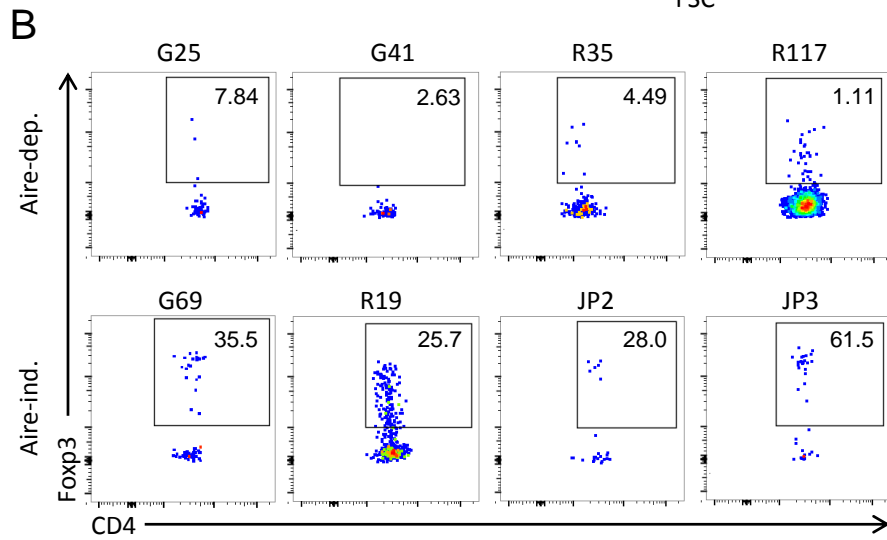 FSC
B
G25 G41 R35 R117
Aire-dep.
7.84 2.63 4.49 1.11
G69 R19 JP2 JP3
Aire-ind.
35.5 25.7 28.0 61.5
Foxp3
CD4